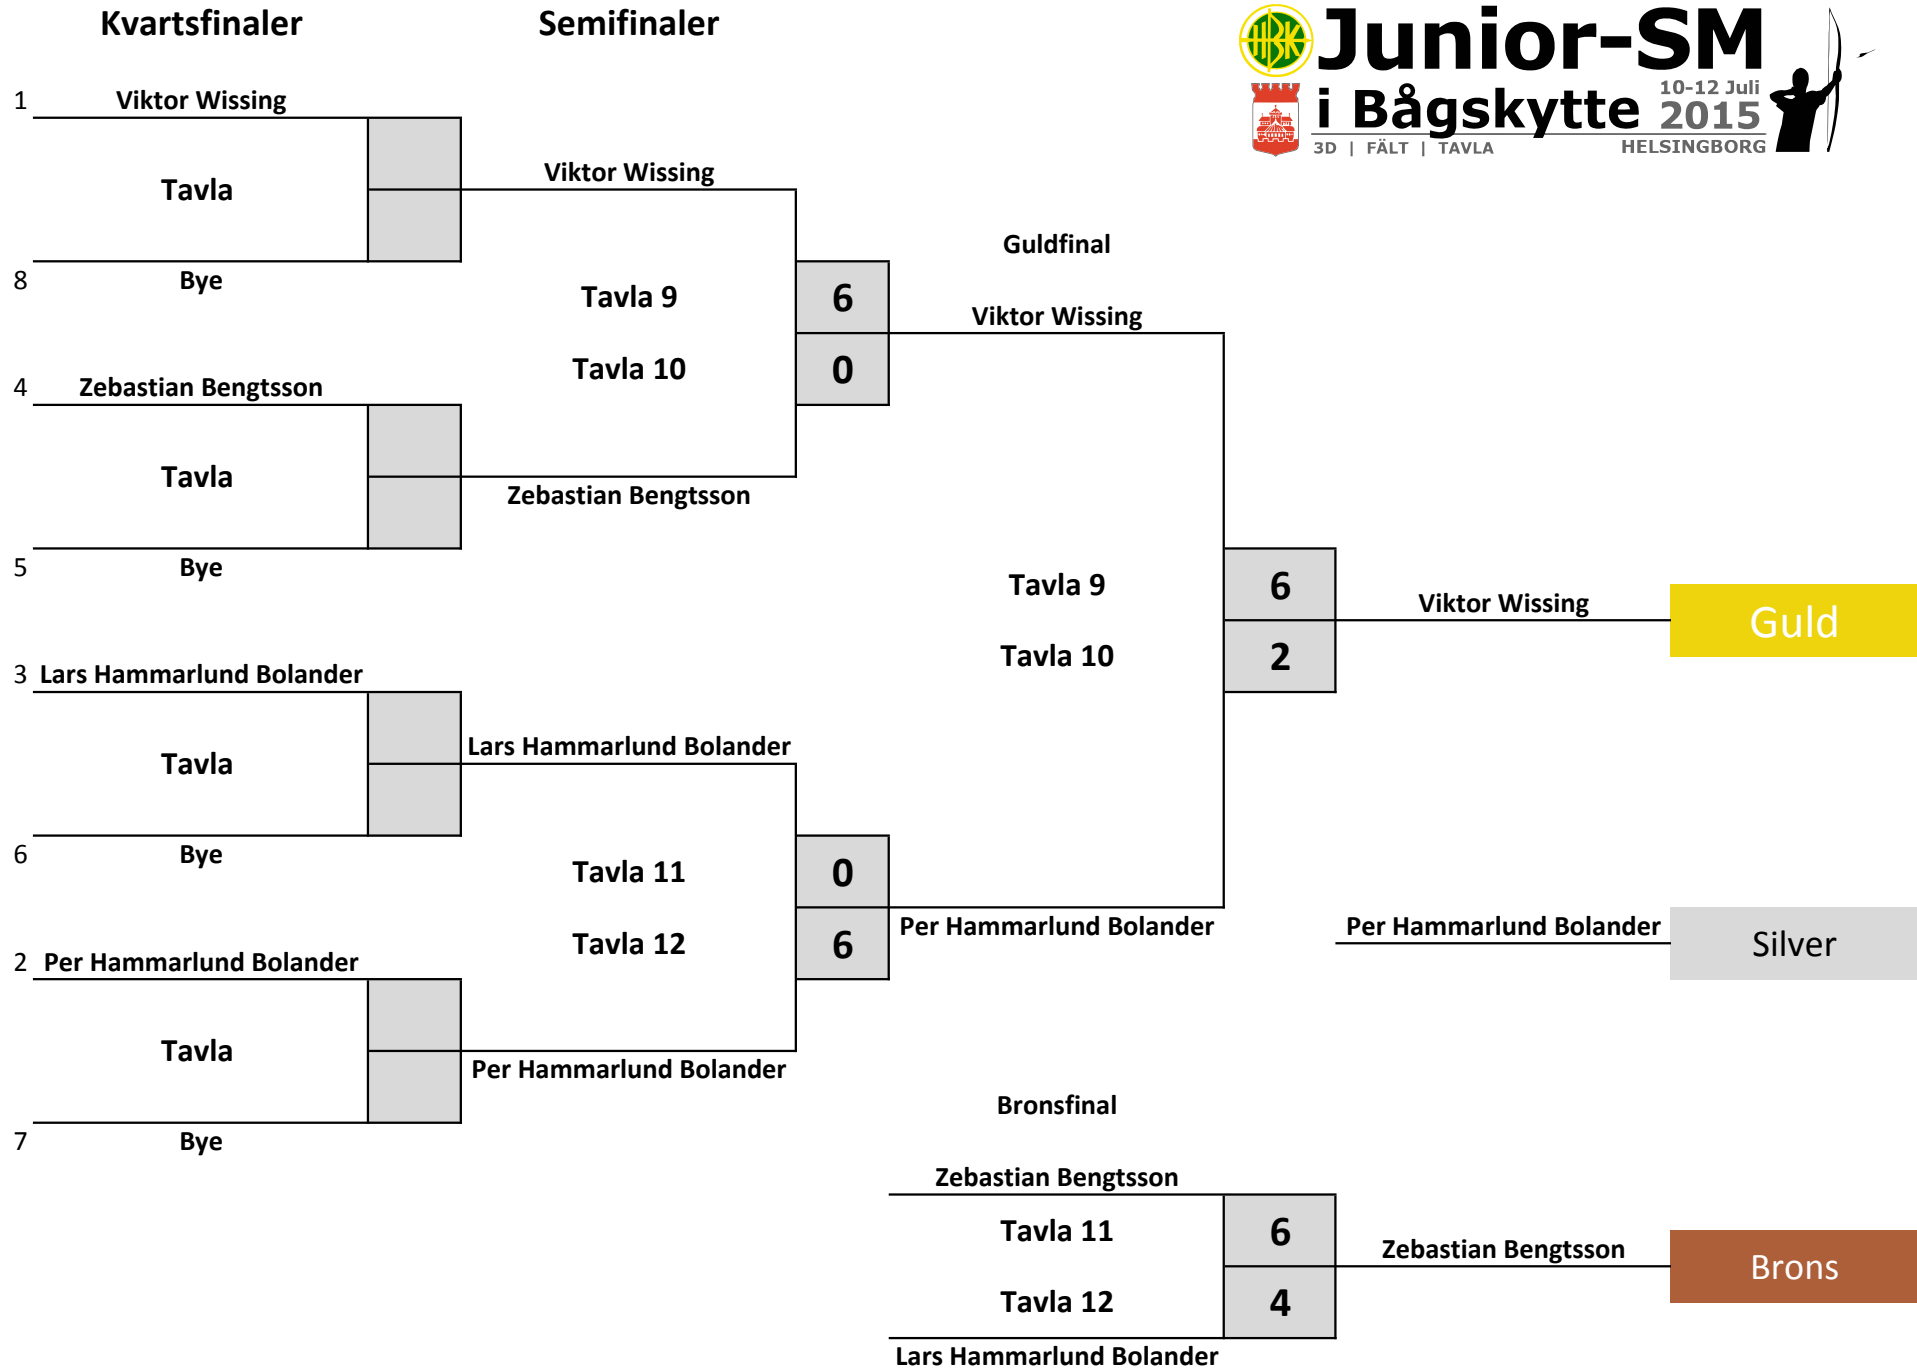 Kvartsfinaler
Semifinaler
HBK
Junior-SM
i Bågskytte
10-12 Juli
2015
3D | FÄLT | TAVLA
HELSINGBORG
1 Viktor Wissing
Tavla
8 Bye
4 Zebastian Bengtsson
Tavla
5 Bye
3 Lars Hammarlund Bolander
Tavla
6 Bye
2 Per Hammarlund Bolander
Tavla
7 Bye
Viktor Wissing
Tavla 9 6
Tavla 10 0
Zebastian Bengtsson
Lars Hammarlund Bolander
Tavla 11 0
Tavla 12 6
Per Hammarlund Bolander
Guldfinal
Viktor Wissing
Tavla 9 6
Tavla 10 2
Per Hammarlund Bolander
Viktor Wissing Guld
Per Hammarlund Bolander Silver
Bronsfinal
Zebastian Bengtsson
Tavla 11 6
Tavla 12 4
Lars Hammarlund Bolander
Zebastian Bengtsson Brons